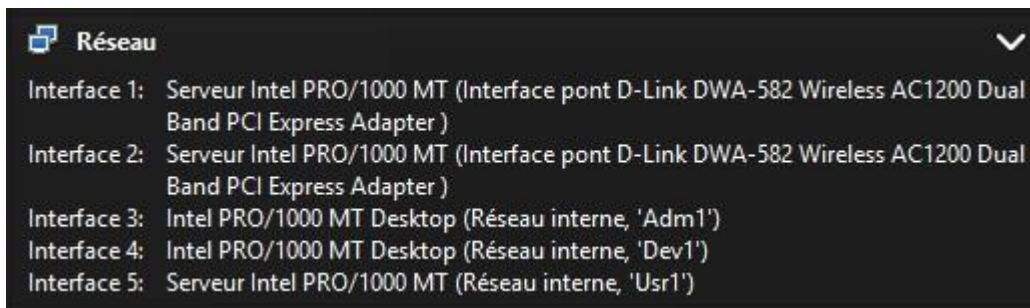 Réseau
Interface 1: Serveur Intel PRO/1000 MT (Interface pont D-Link DWA-582 Wireless AC1200 Dual
Band PCI Express Adapter )
Interface 2: Serveur Intel PRO/1000 MT (Interface pont D-Link DWA-582 Wireless AC1200 Dual
Band PCI Express Adapter )
Interface 3: Intel PRO/1000 MT Desktop (Réseau interne, 'Adm1')
Interface 4: Intel PRO/1000 MT Desktop (Réseau interne, 'Dev1')
Interface 5: Serveur Intel PRO/1000 MT (Réseau interne, 'Usr1')